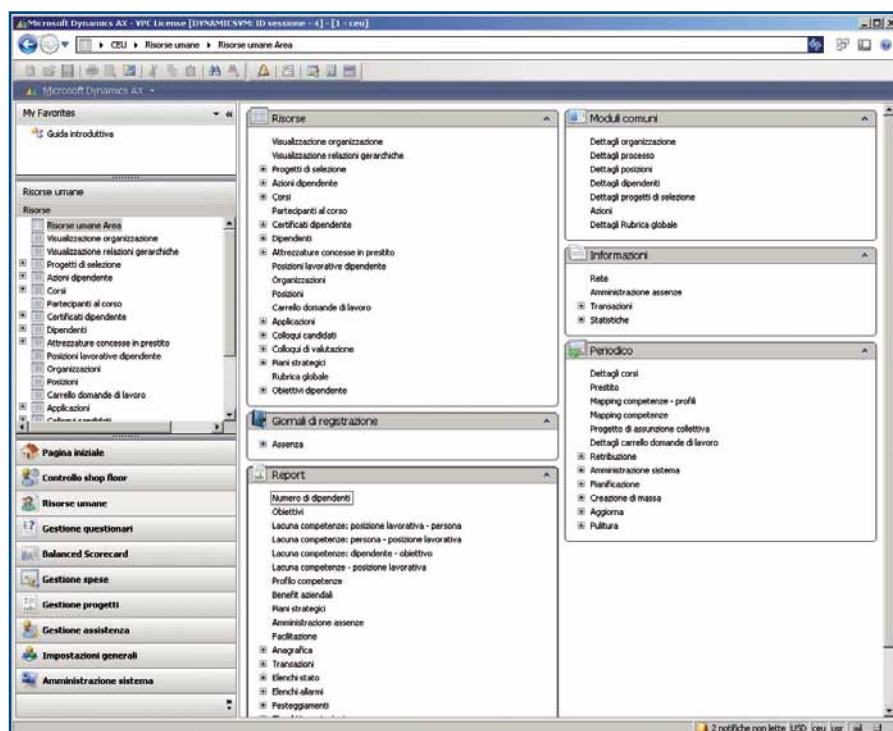 Microsoft Dynamics AX - VPC License [DYNAMICSVM: ID sessione - 4] - [1 - ceu]
CEU ▸ Risorse umane ▸ Risorse umane Area
Microsoft Dynamics AX
My Favorites
Guida introduttiva
Risorse umane
Risorse
Risorse umane Area
Visualizzazione organizzazione
Visualizzazione relazioni gerarchiche
Progetti di selezione
Azioni dipendente
Corsi
Partecipanti al corso
Certificati dipendente
Dipendenti
Attrezzature concesse in prestito
Posizioni lavorative dipendente
Organizzazioni
Posizioni
Carrello domande di lavoro
Applicazioni
Colloqui candidati
Pagina iniziale
Controllo shop floor
Risorse umane
Gestione questionari
Balanced Scorecard
Gestione spese
Gestione progetti
Gestione assistenza
Impostazioni generali
Amministrazione sistema
Risorse
Visualizzazione organizzazione
Visualizzazione relazioni gerarchiche
Progetti di selezione
Azioni dipendente
Corsi
Partecipanti al corso
Certificati dipendente
Dipendenti
Attrezzature concesse in prestito
Posizioni lavorative dipendente
Organizzazioni
Posizioni
Carrello domande di lavoro
Applicazioni
Colloqui candidati
Colloqui di valutazione
Piani strategici
Rubrica globale
Obiettivi dipendente
Giornali di registrazione
Assenza
Report
Numero di dipendenti
Obiettivi
Lacuna competenze: posizione lavorativa - persona
Lacuna competenze: persona - posizione lavorativa
Lacuna competenze: dipendente - obiettivo
Lacuna competenze - posizione lavorativa
Profilo competenze
Benefit aziendali
Piani strategici
Amministrazione assenze
Facilitazione
Anagrafica
Transazioni
Elenchi stato
Elenchi allarmi
Festeggiamenti
Moduli comuni
Dettagli organizzazione
Dettagli processo
Dettagli posizioni
Dettagli dipendenti
Dettagli progetti di selezione
Azioni
Dettagli Rubrica globale
Informazioni
Rete
Amministrazione assenze
Transazioni
Statistiche
Periodico
Dettagli corsi
Prestito
Mapping competenze - profili
Mapping competenze
Progetto di assunzione collettiva
Dettagli carrello domande di lavoro
Retribuzione
Amministrazione sistema
Pianificazione
Creazione di massa
Aggiorna
Pulitura
2 notifiche non lette USD ceu usr